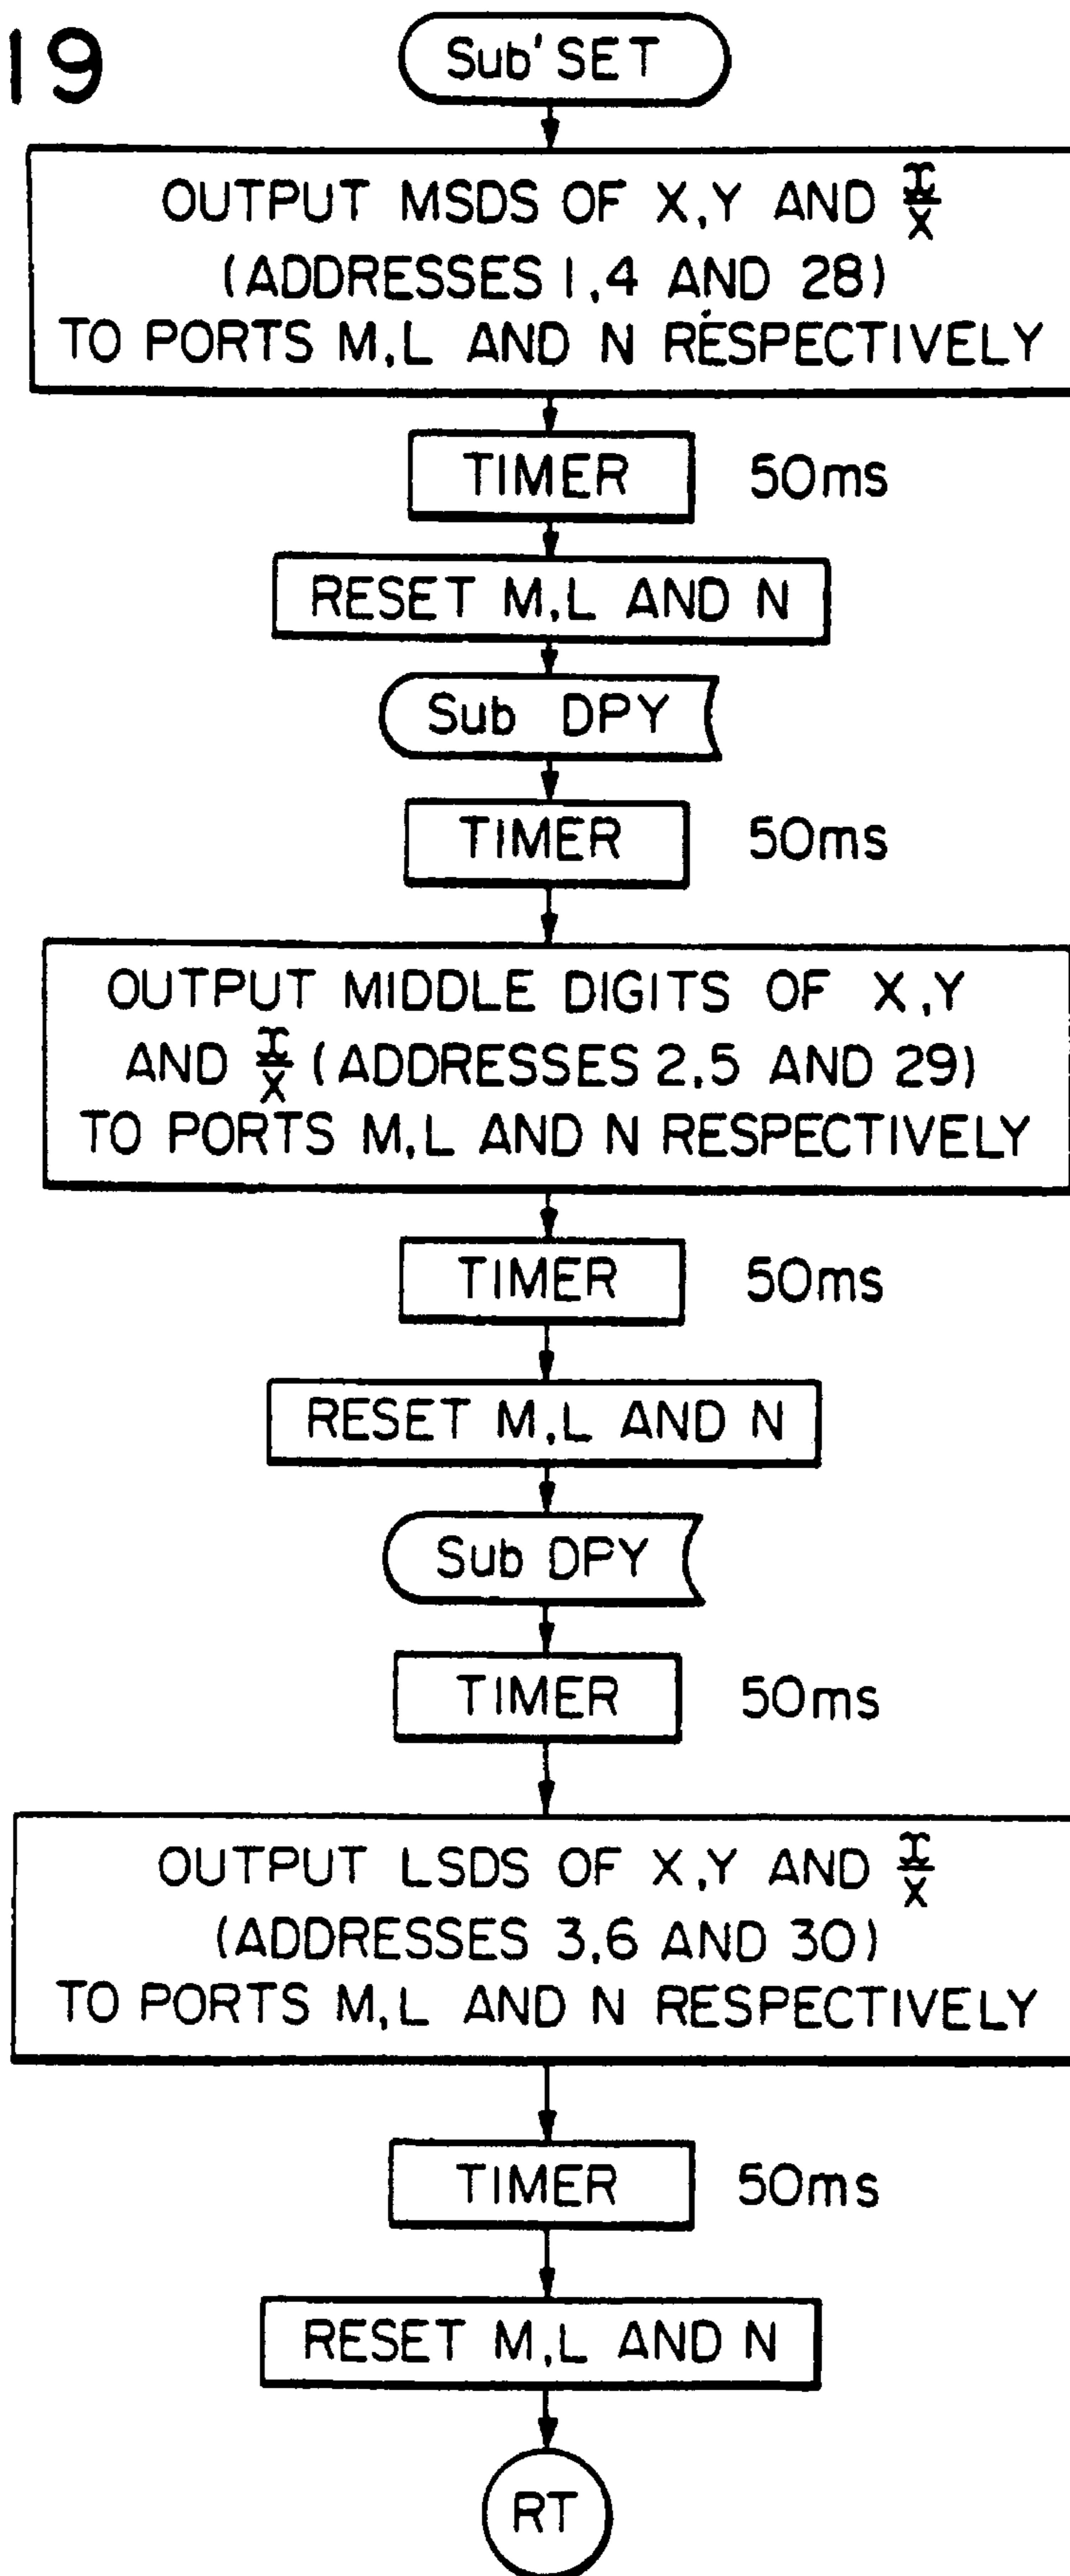 19
Sub' SET
OUTPUT MSDS OF X,Y AND I/X
(ADDRESSES 1,4 AND 28)
TO PORTS M,L AND N RESPECTIVELY
TIMER 50ms
RESET M,L AND N
Sub DPY
TIMER 50ms
OUTPUT MIDDLE DIGITS OF X,Y
AND I/X (ADDRESSES 2,5 AND 29)
TO PORTS M,L AND N RESPECTIVELY
TIMER 50ms
RESET M,L AND N
Sub DPY
TIMER 50ms
OUTPUT LSDS OF X,Y AND I/X
(ADDRESSES 3,6 AND 30)
TO PORTS M,L AND N RESPECTIVELY
TIMER 50ms
RESET M,L AND N
RT